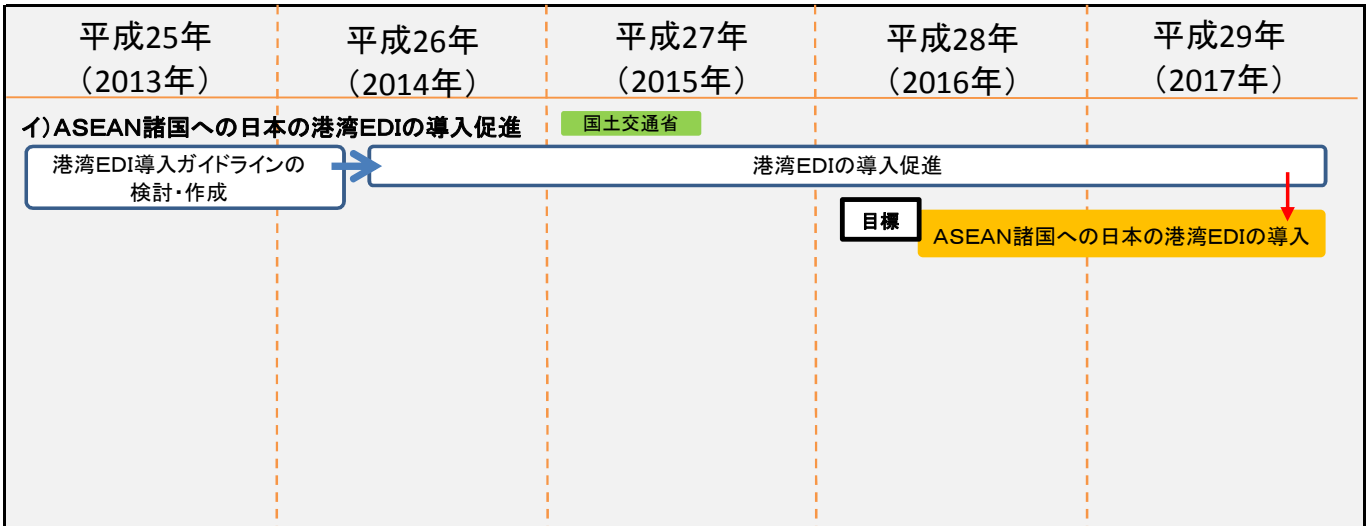 平成25年
(2013年)
平成26年
(2014年)
平成27年
(2015年)
平成28年
(2016年)
平成29年
(2017年)
イ)ASEAN諸国への日本の港湾EDIの導入促進
国土交通省
港湾EDI導入ガイドラインの
検討・作成
港湾EDIの導入促進
目標
ASEAN諸国への日本の港湾EDIの導入